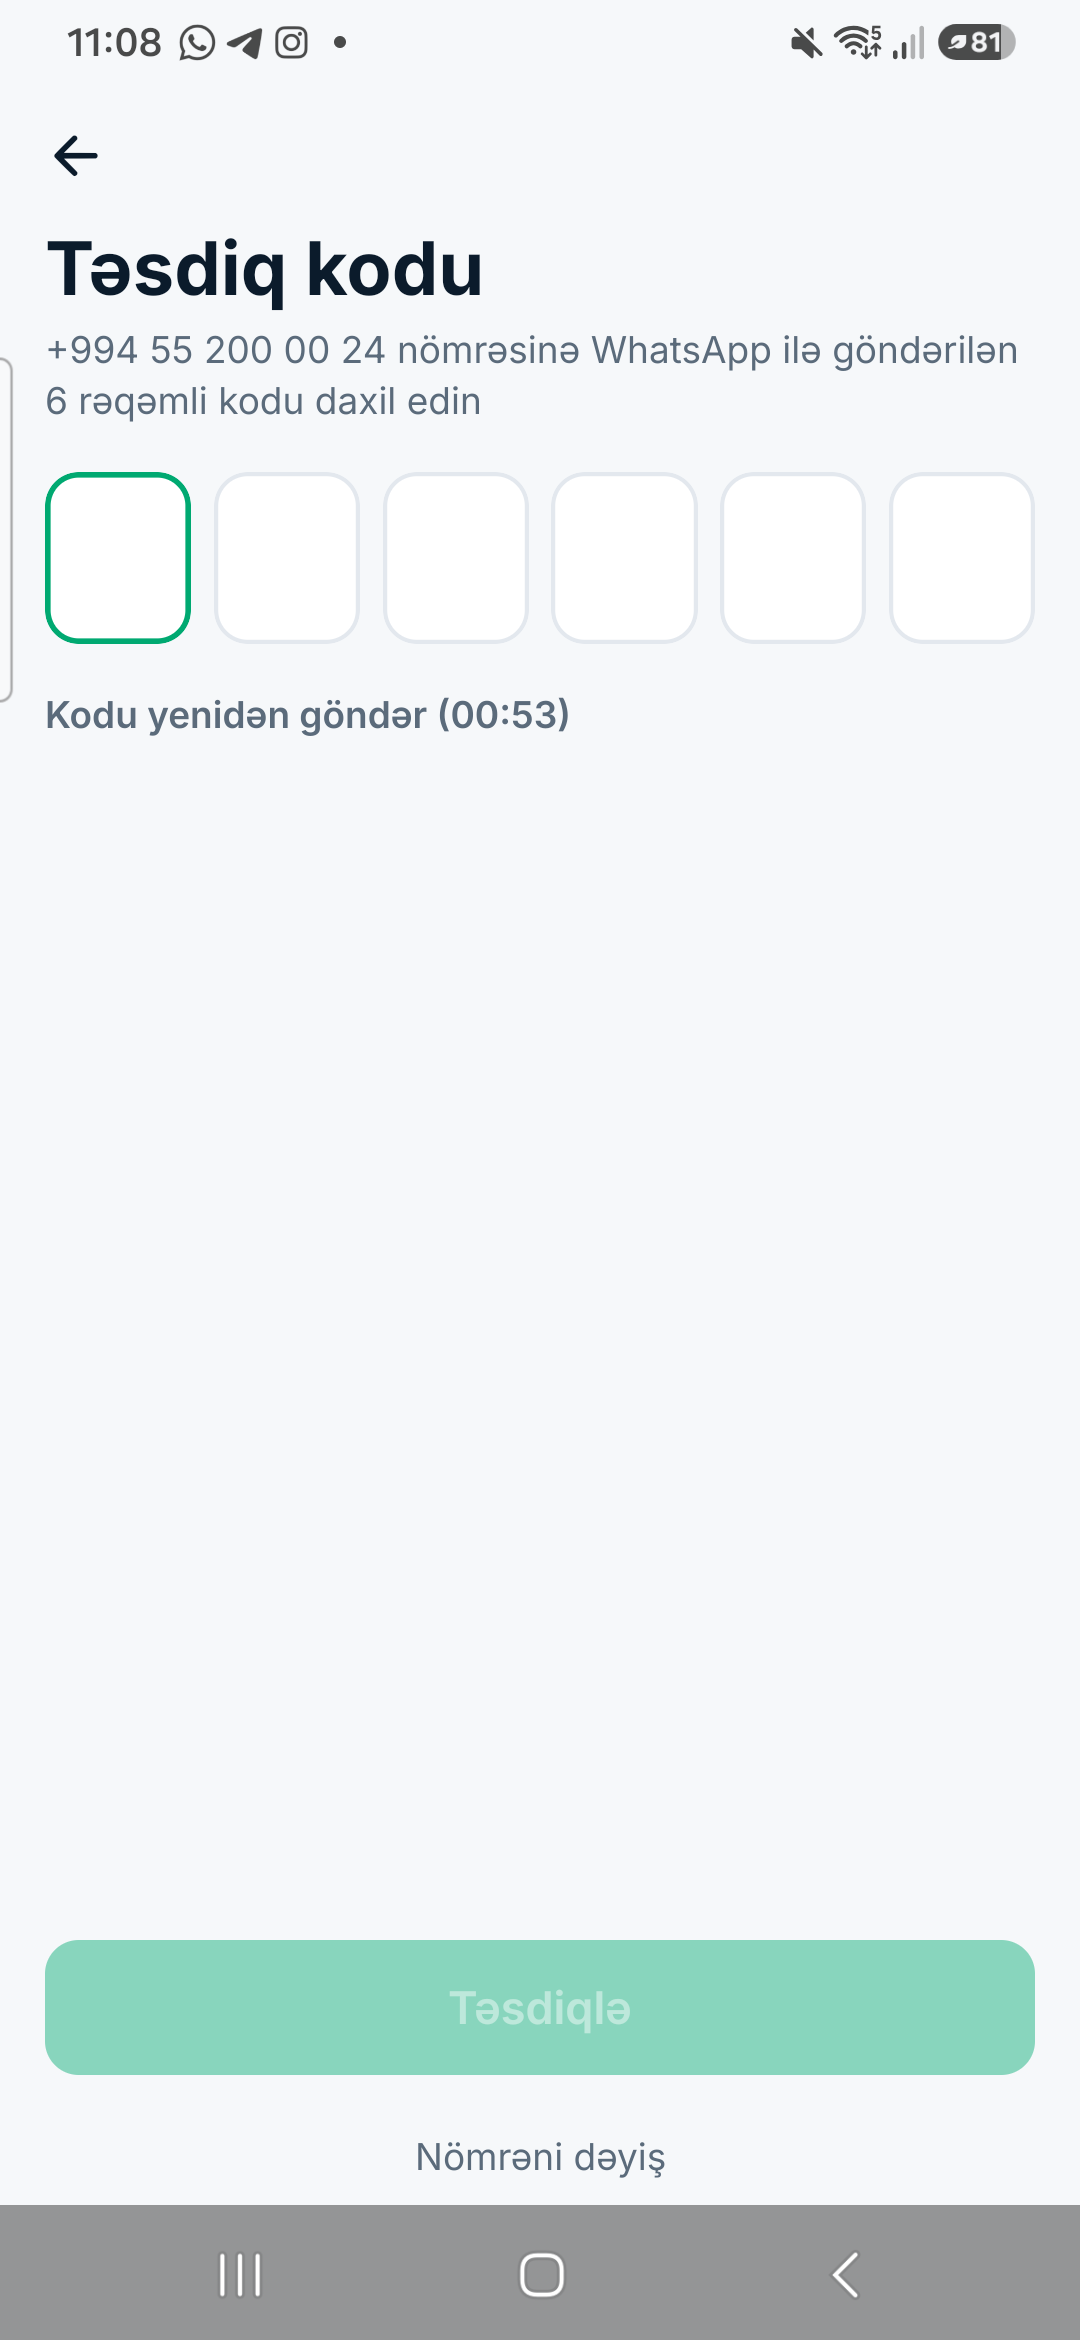 11:08
5
81
Təsdiq kodu
+994 55 200 00 24 nömrəsinə WhatsApp ilə göndərilən
6 rəqəmli kodu daxil edin
Kodu yenidən göndər (00:53)
Təsdiqlə
Nömrəni dəyiş